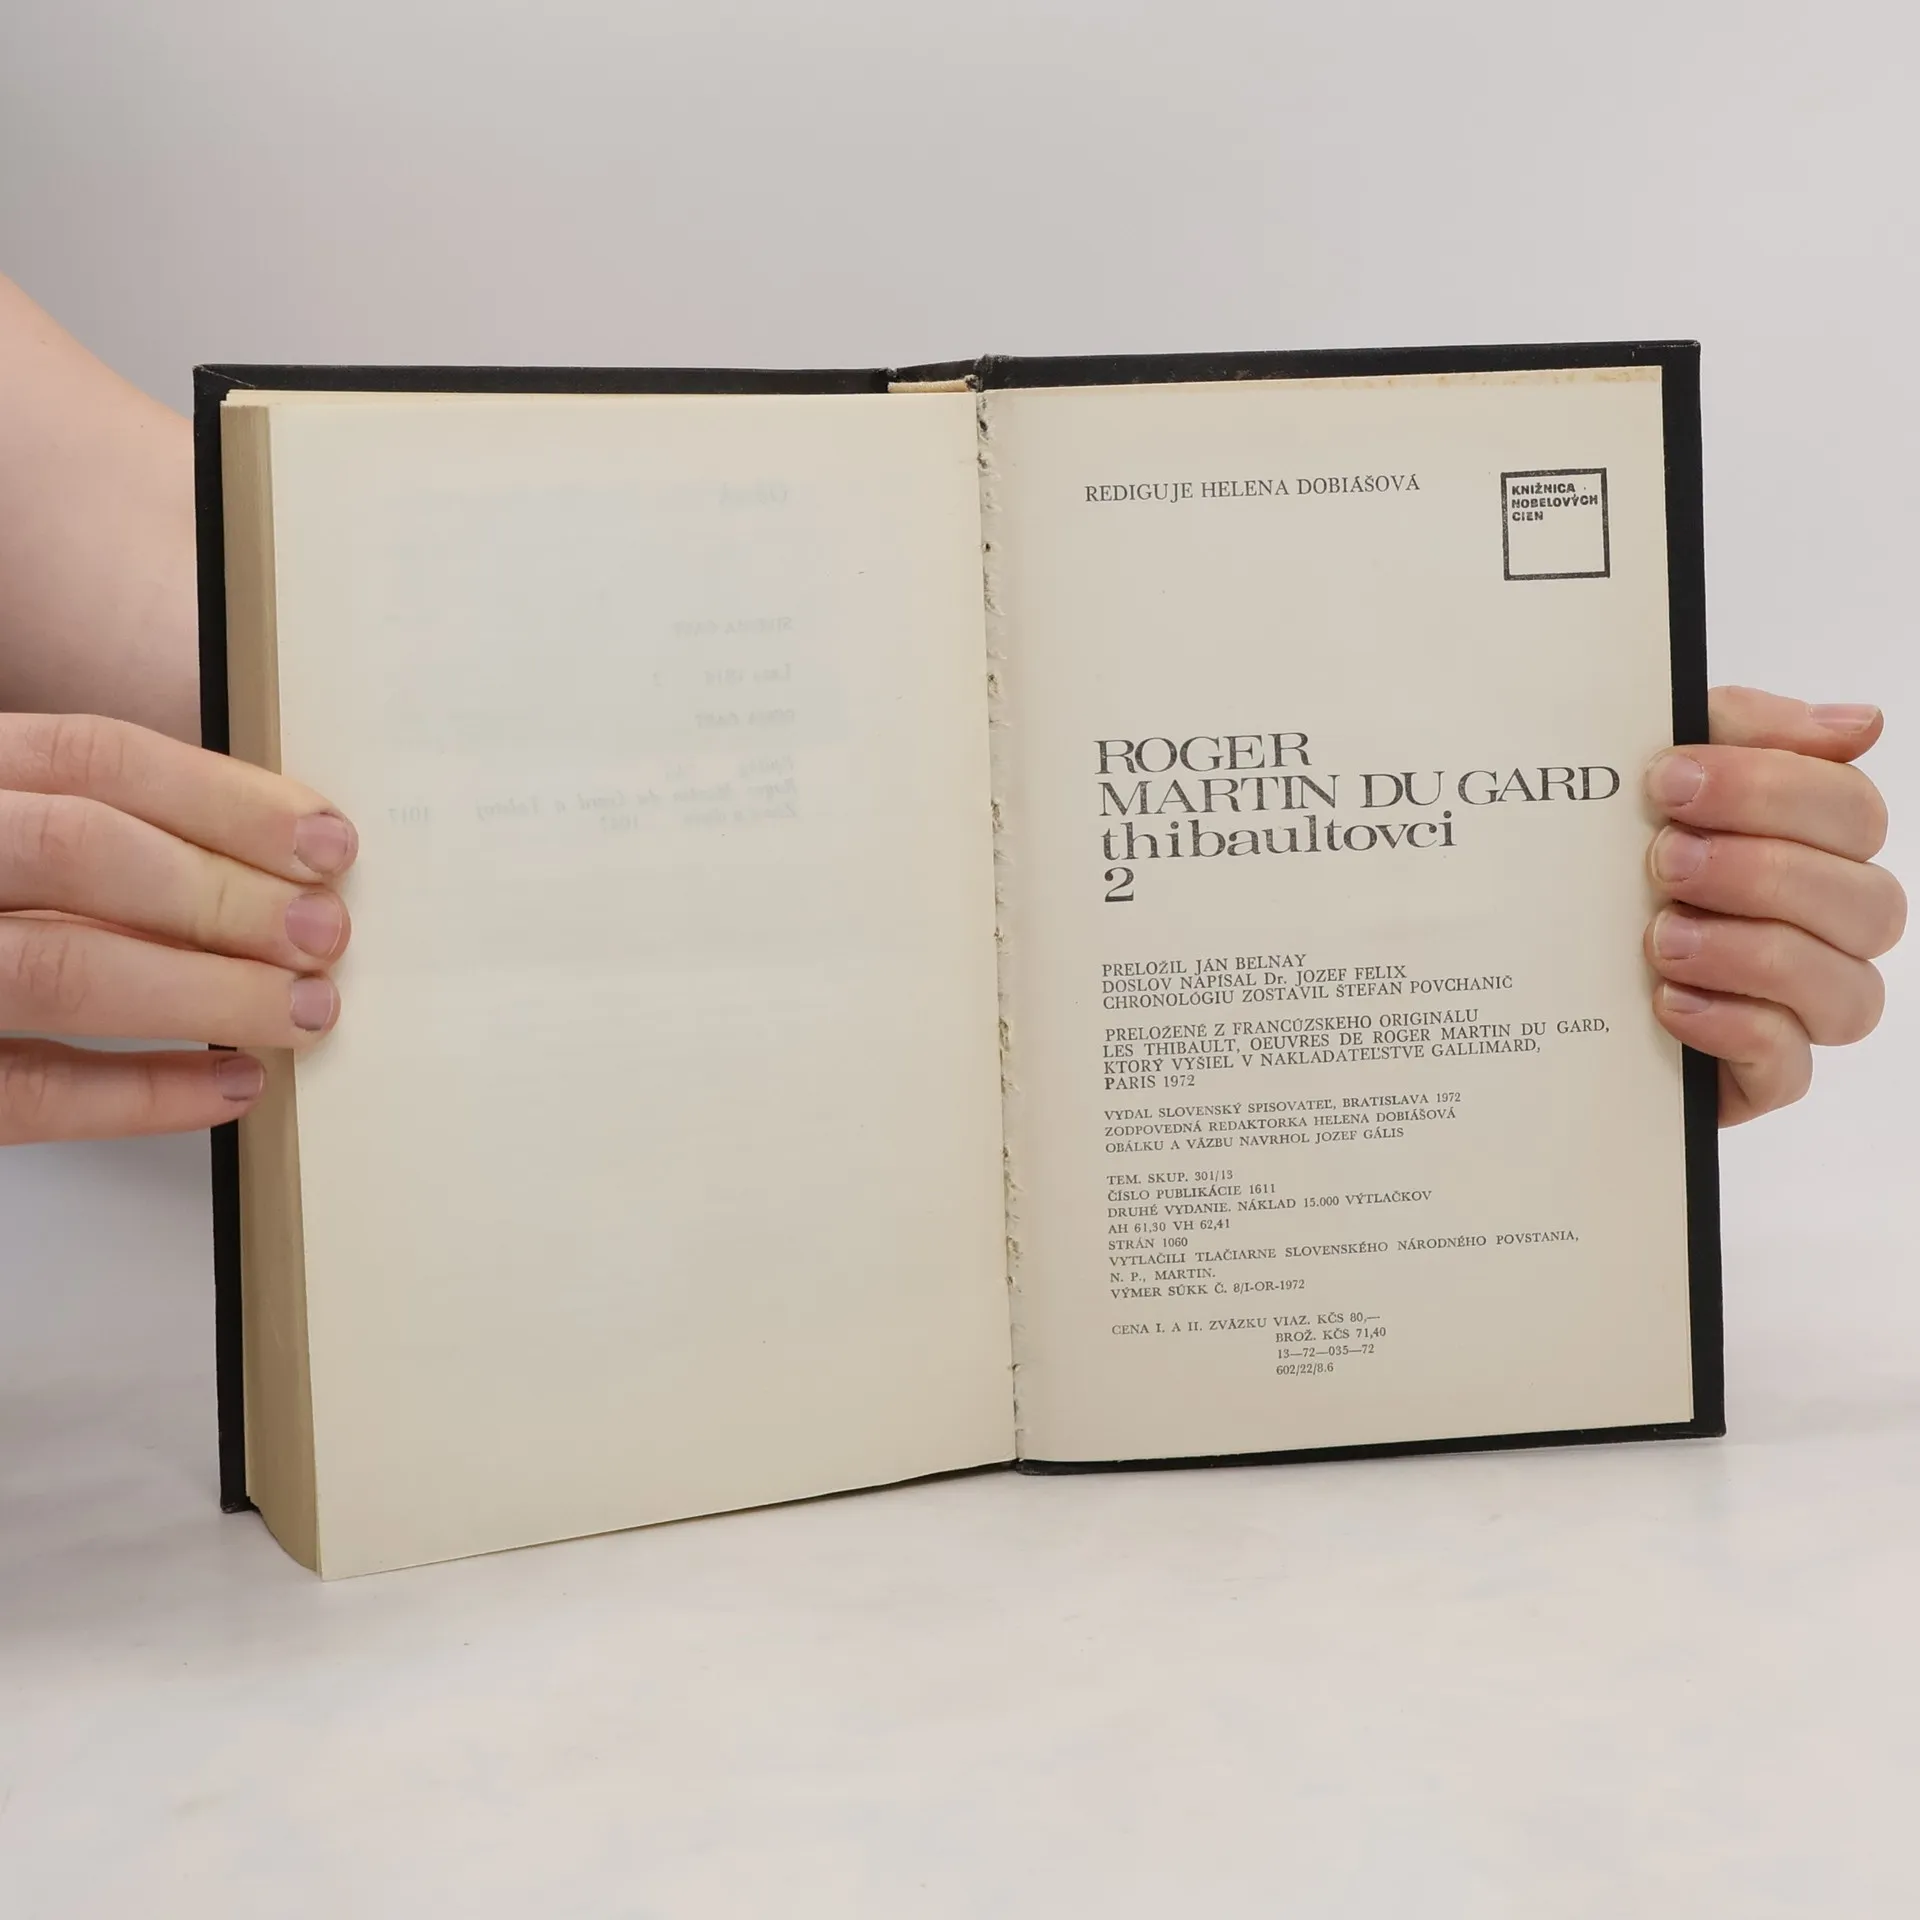 REDIGUJE HELENA DOBIÁŠOVÁ
KNIŽNICA
NOBELOVÝCH
CIEN
ROGER
MARTIN DU GARD
thibaultovci
2
PRELOŽIL JÁN BELNAY
DOSLOV NAPÍSAL Dr. JOZEF FELIX
CHRONOLÓGIU ZOSTAVIL ŠTEFAN POVCHANIČ
PRELOŽENÉ Z FRANCÚZSKEHO ORIGINÁLU
LES THIBAULT, OEUVRES DE ROGER MARTIN DU GARD,
KTORÝ VYŠIEL V NAKLADATEĽSTVE GALLIMARD,
PARIS 1972
VYDAL SLOVENSKÝ SPISOVATEĽ, BRATISLAVA 1972
ZODPOVEDNÁ REDAKTORKA HELENA DOBIÁŠOVÁ
OBÁLKU A VÄZBU NAVRHOL JOZEF GÁLIS
TEM. SKUP. 301/13
ČÍSLO PUBLIKÁCIE 1611
DRUHÉ VYDANIE. NÁKLAD 15.000 VÝTLAČKOV
AH 61,30 VH 62,41
STRÁN 1060
VYTLAČILI TLAČIARNE SLOVENSKÉHO NÁRODNÉHO POVSTANIA,
N. P., MARTIN.
VÝMER SÚKK Č. 8/I-OR-1972
CENA I. A II. ZVÄZKU VIAZ. KČS 80,—
BROŽ. KČS 71,40
13—72—035—72
602/22/8.6